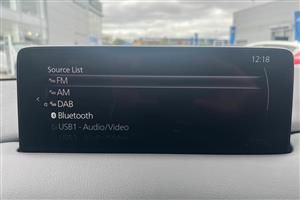 12:18
Source List
FM
AM
DAB
Bluetooth
USB1 - Audio/Video